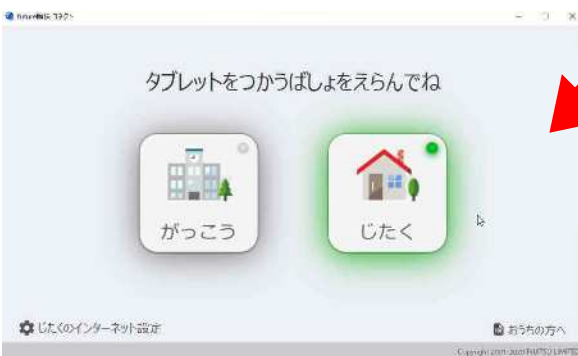 タブレットをつかうばしょをえらんでね
がっこう
じたく
じたくのインターネット設定
おうちの方へ